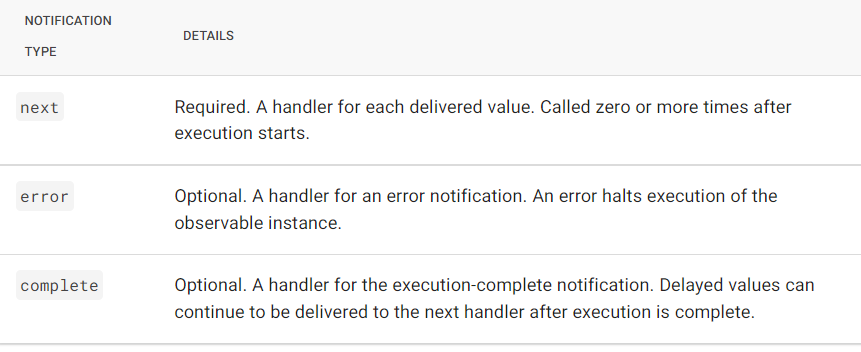 NOTIFICATION
TYPE
DETAILS
next
Required. A handler for each delivered value. Called zero or more times after
execution starts.
error
Optional. A handler for an error notification. An error halts execution of the
observable instance.
complete
Optional. A handler for the execution-complete notification. Delayed values can
continue to be delivered to the next handler after execution is complete.